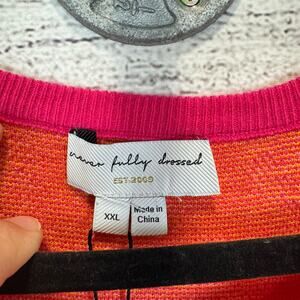 never fully dressed
EST.2009
XXL
Made in
China